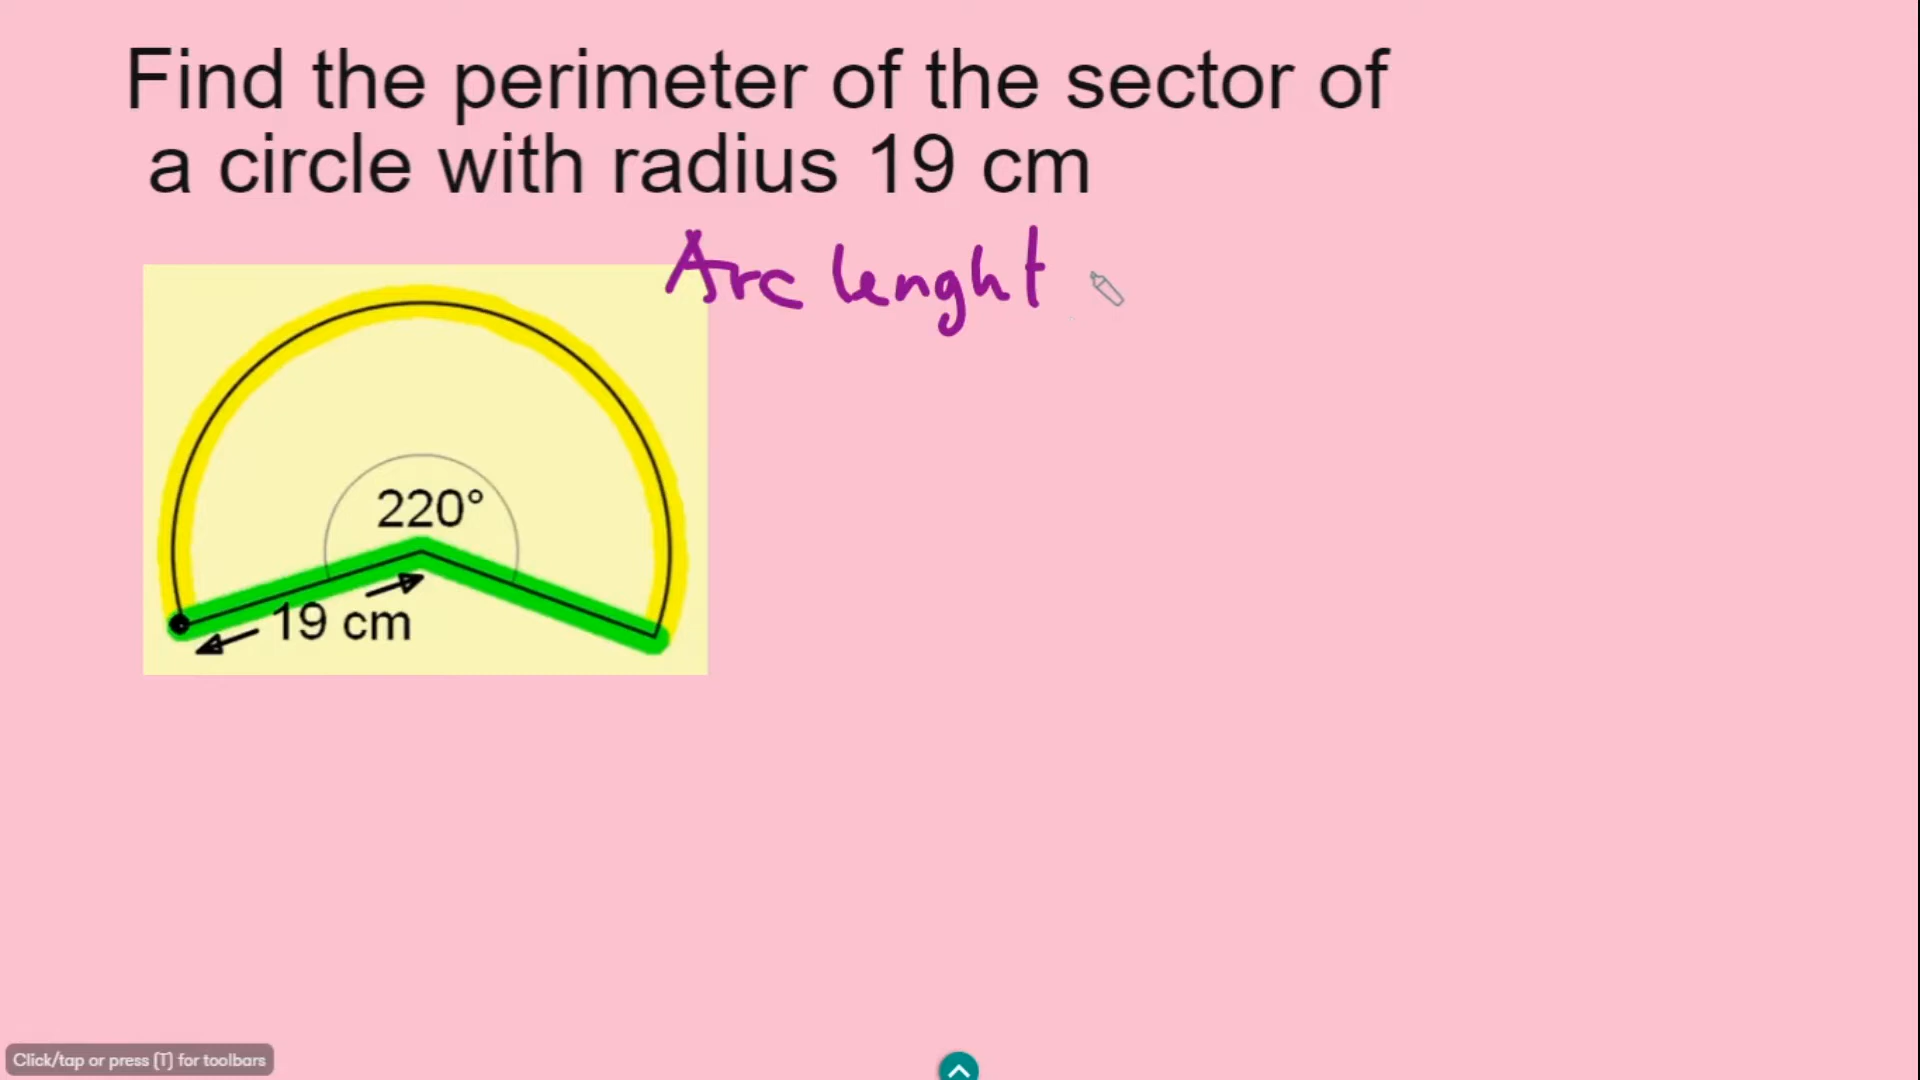 Find the perimeter of the sector of
a circle with radius 19 cm
Arc lenght
220°
19 cm
Click/tap or press (T) for toolbars